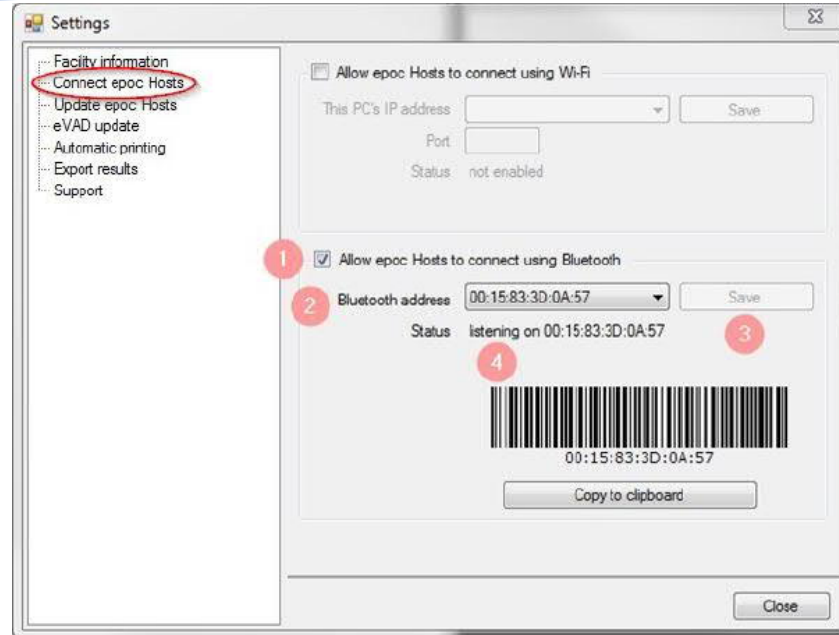 Settings
Facility information
Connect epoc Hosts
Update epoc Hosts
eVAD update
Automatic printing
Export results
Support
Allow epoc Hosts to connect using Wi-Fi
This PC's IP address
Save
Port
Status not enabled
1 Allow epoc Hosts to connect using Bluetooth
2 Bluetooth address 00:15:83:3D:0A:57 Save
Status listening on 00:15:83:3D:0A:57 3
4
00:15:83:3D:0A:57
Copy to clipboard
Close